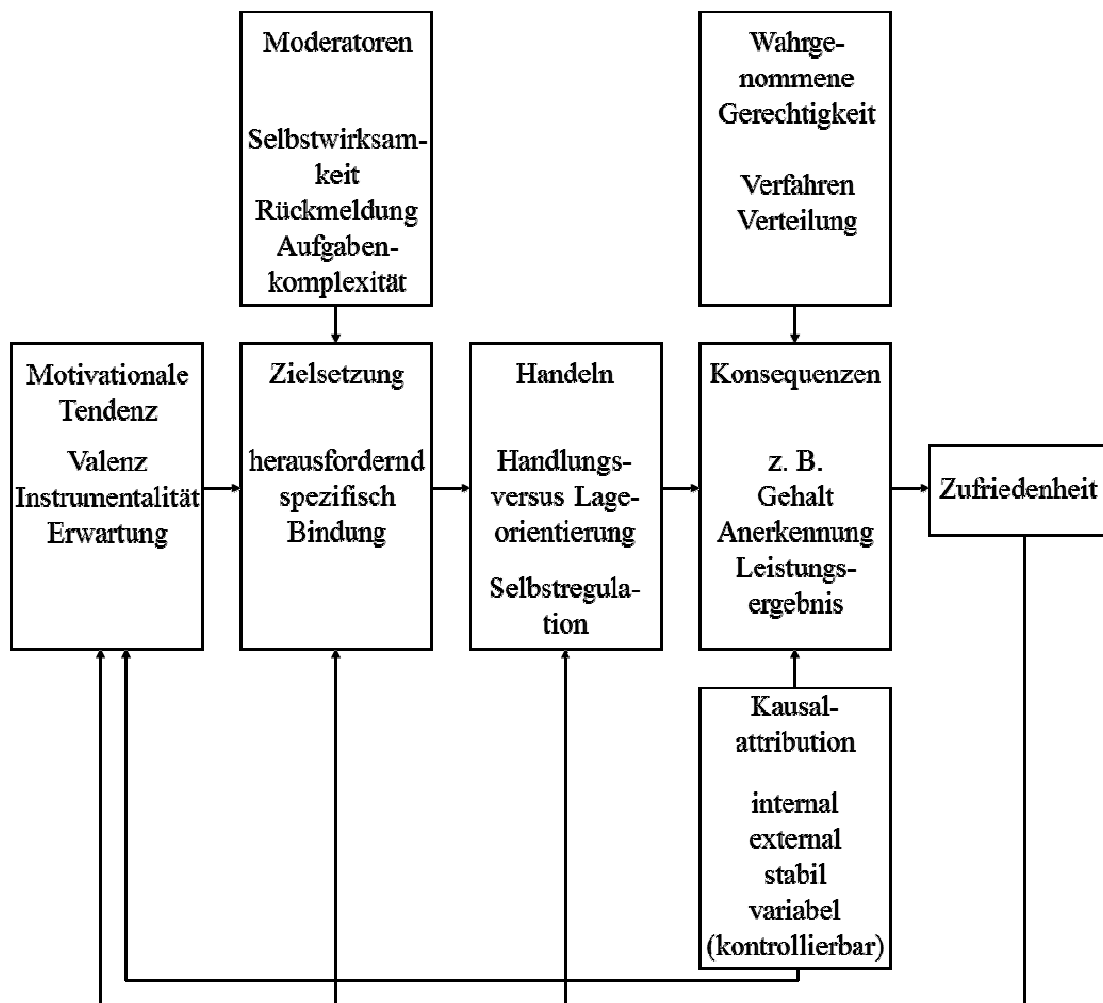 Moderatoren
Selbstwirksam-
keit
Rückmeldung
Aufgaben-
komplexität
Wahrge-
nommene
Gerechtigkeit
Verfahren
Verteilung
Motivationale
Tendenz
Valenz
Instrumentalität
Erwartung
Zielsetzung
herausfordernd
spezifisch
Bindung
Handeln
Handlungs-
versus Lage-
orientierung
Selbstregula-
tion
Konsequenzen
z. B.
Gehalt
Anerkennung
Leistungs-
ergebnis
Zufriedenheit
Kausal-
attribution
internal
external
stabil
variabel
(kontrollierbar)